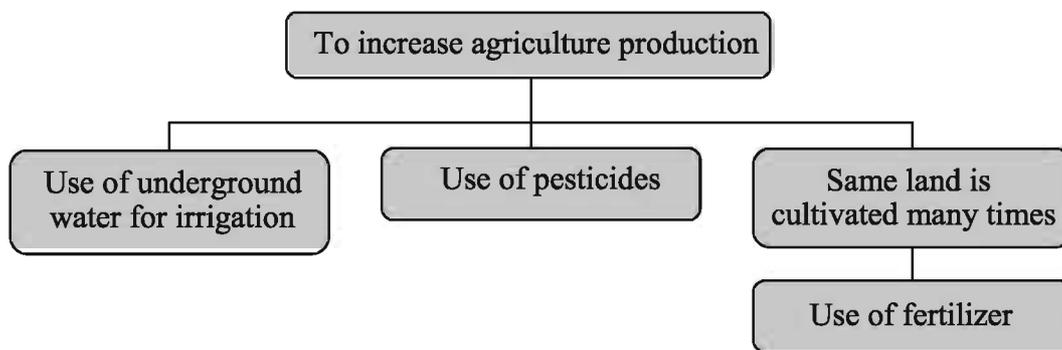 To increase agriculture production
Use of underground
water for irrigation
Use of pesticides
Same land is
cultivated many times
Use of fertilizer